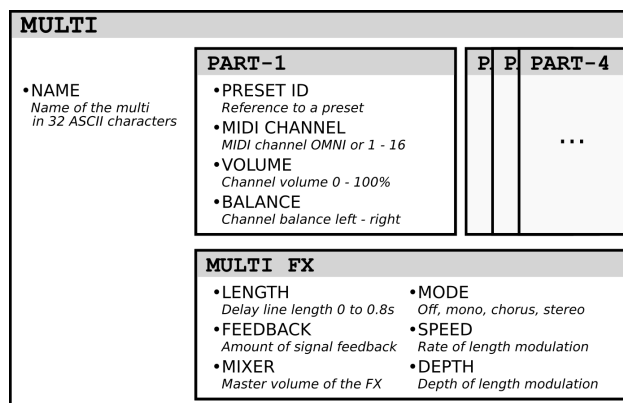 MULTI
•NAME
Name of the multi
in 32 ASCII characters
PART-1
•PRESET ID
Reference to a preset
•MIDI CHANNEL
MIDI channel OMNI or 1 - 16
•VOLUME
Channel volume 0 - 100%
•BALANCE
Channel balance left - right
P
P
PART-4
...
MULTI FX
•LENGTH
Delay line length 0 to 0.8s
•FEEDBACK
Amount of signal feedback
•MIXER
Master volume of the FX
•MODE
Off, mono, chorus, stereo
•SPEED
Rate of length modulation
•DEPTH
Depth of length modulation